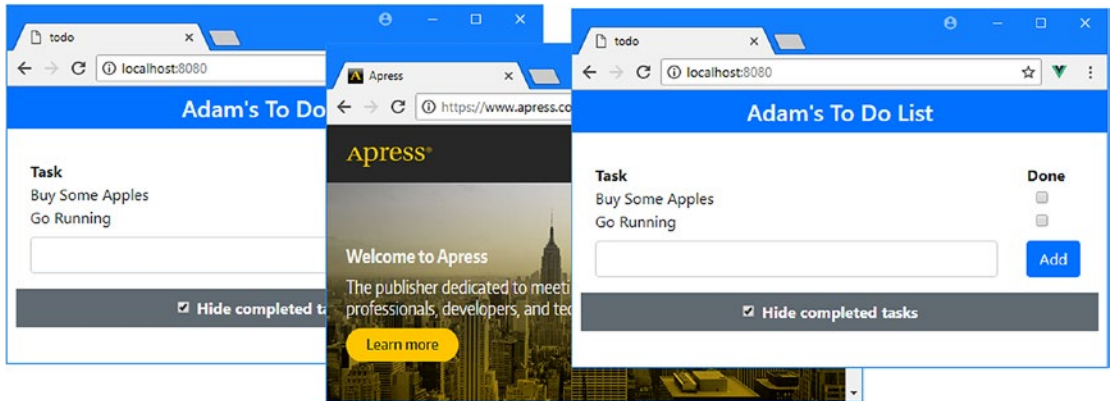 todo
localhost:8080
Adam's To Do
Task
Buy Some Apples
Go Running
Hide completed
Apress
https://www.apress.co
Apress®
Welcome to Apress
The publisher dedicated to meeti
professionals, developers, and tec
Learn more
todo
localhost:8080
Adam's To Do List
Task Done
Buy Some Apples
Go Running
Add
Hide completed tasks